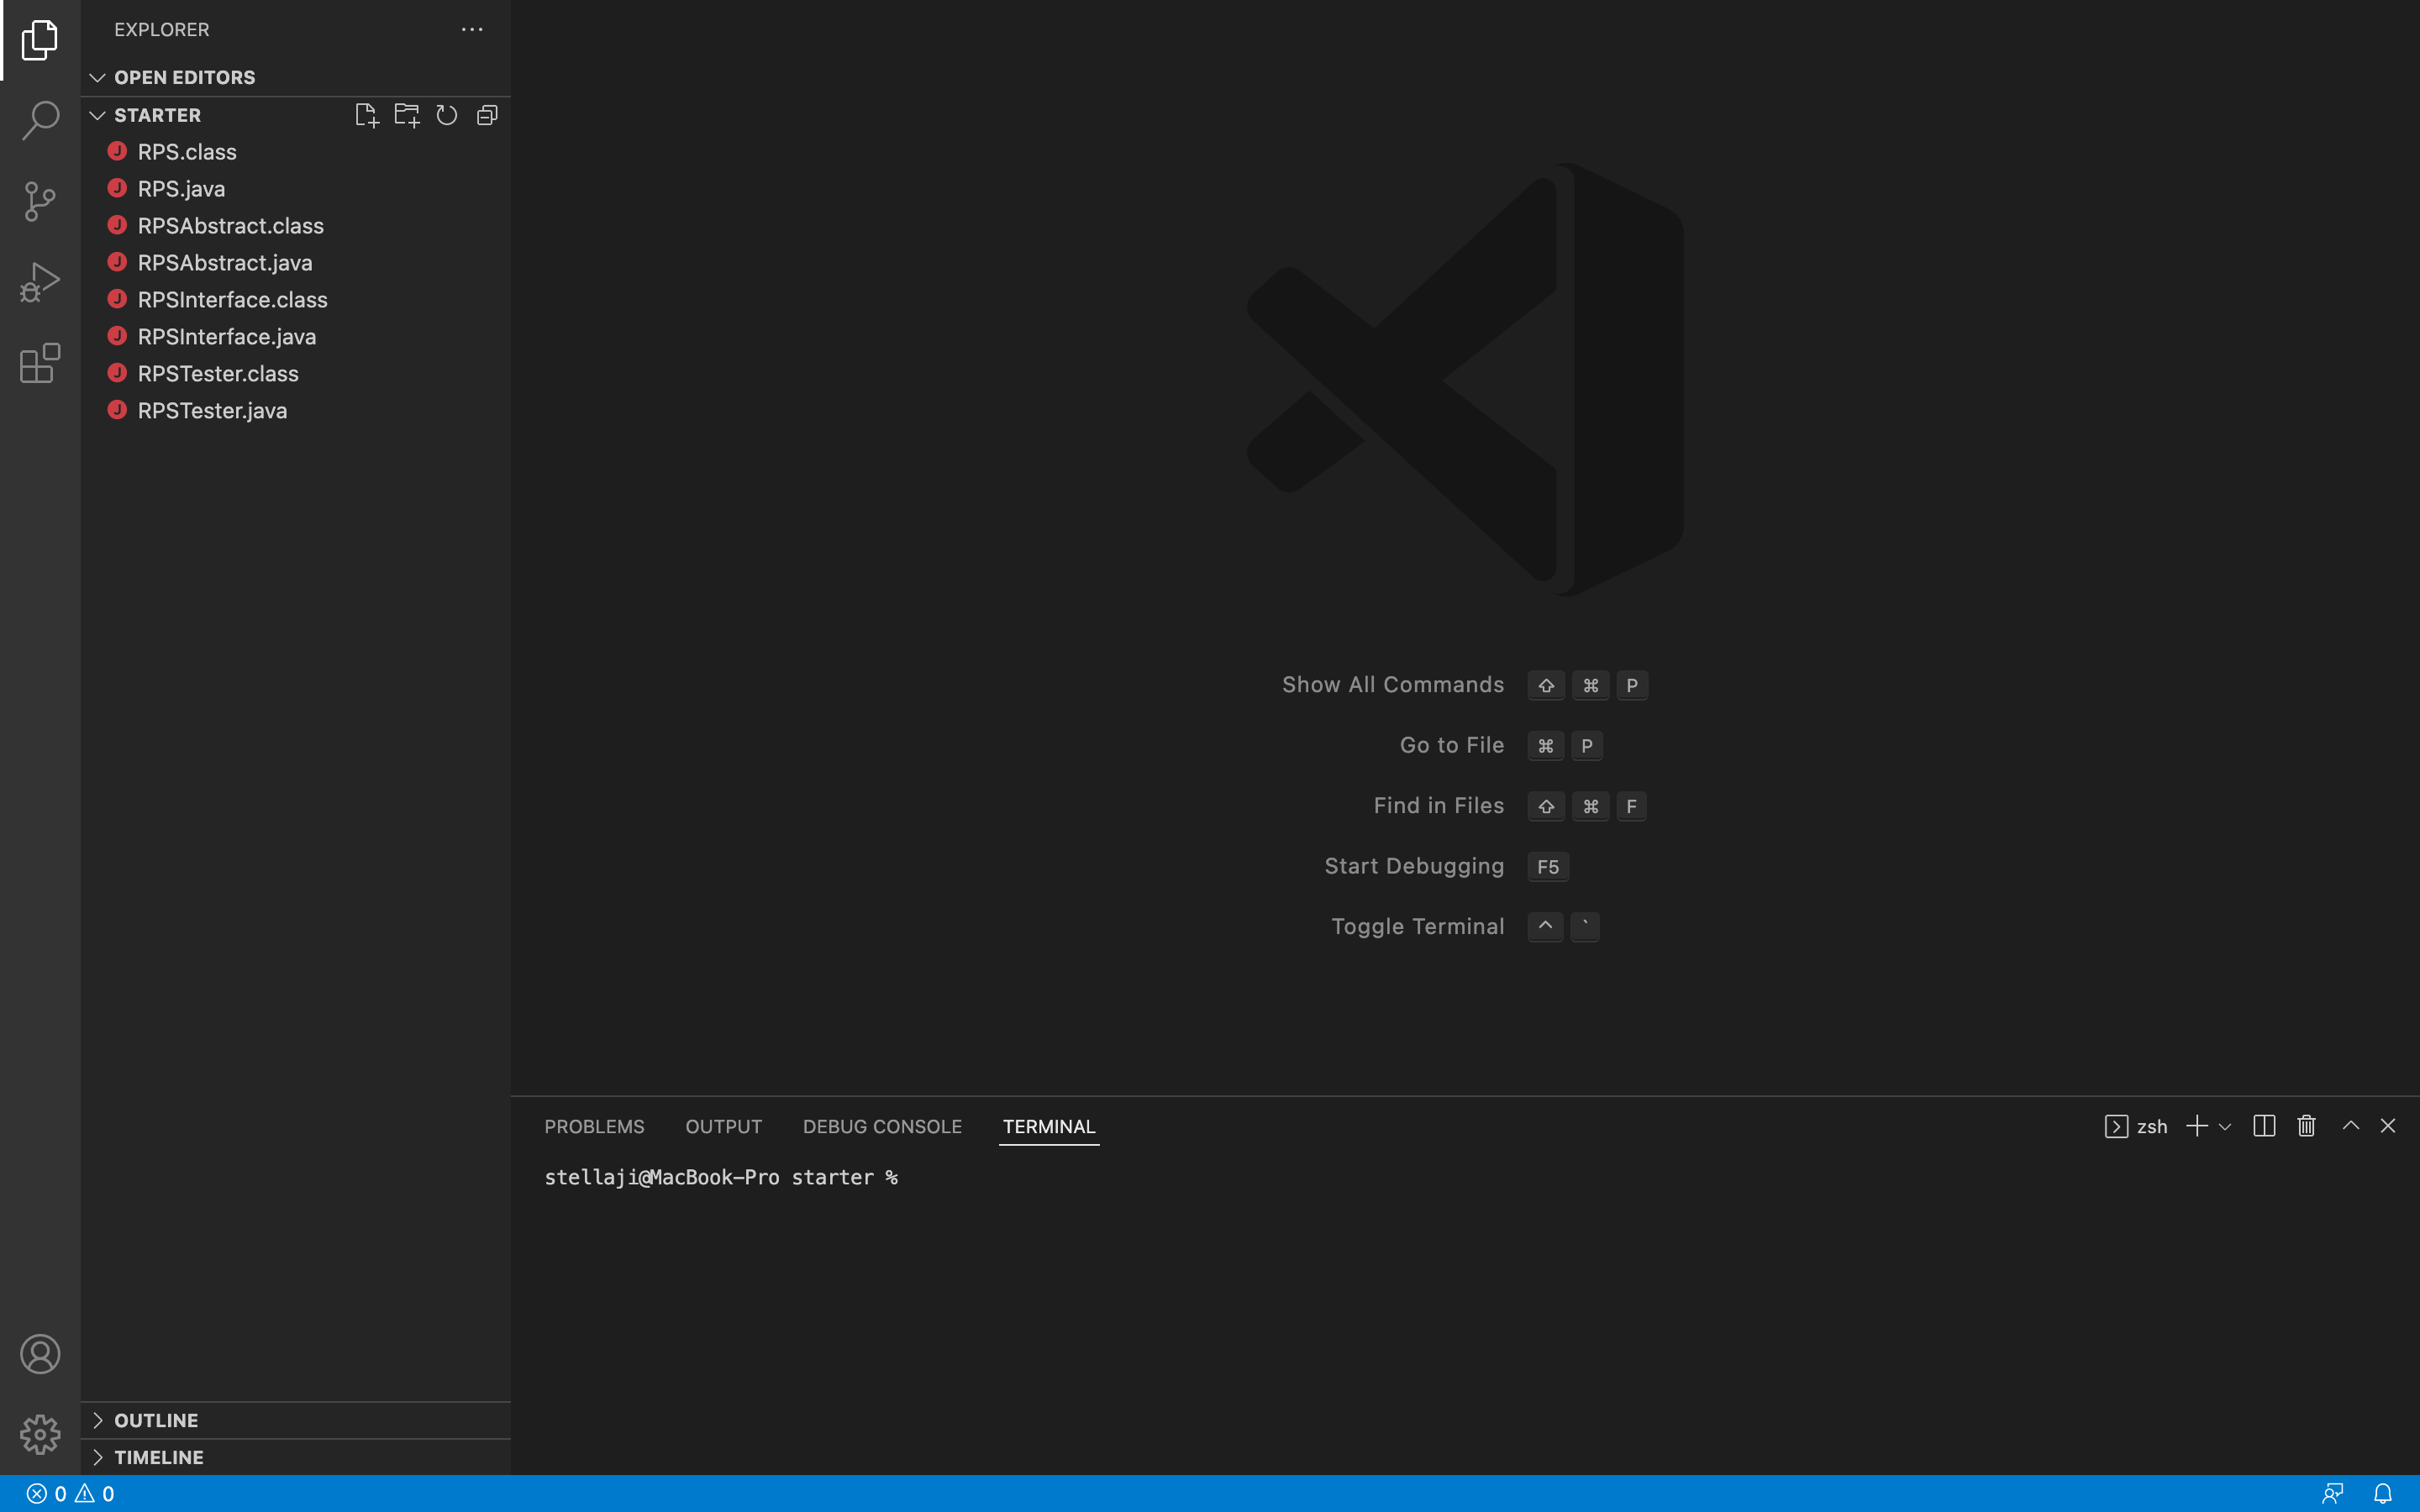 EXPLORER
OPEN EDITORS
STARTER
RPS.class
RPS.java
RPSAbstract.class
RPSAbstract.java
RPSInterface.class
RPSInterface.java
RPSTester.class
RPSTester.java
OUTLINE
TIMELINE
Show All Commands ⇧ ⌘ P
Go to File ⌘ P
Find in Files ⇧ ⌘ F
Start Debugging F5
Toggle Terminal ^ `
PROBLEMS OUTPUT DEBUG CONSOLE TERMINAL zsh
stellaji@MacBook-Pro starter %
0 0